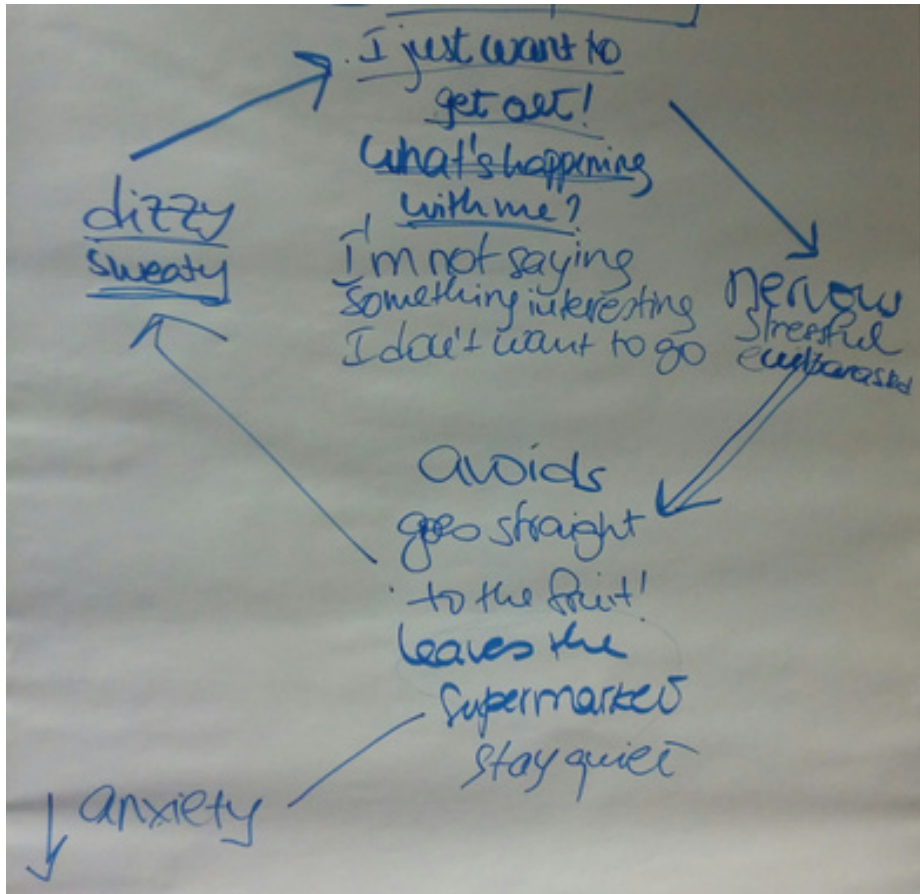 I just want to
get out!
What's happening
with me?
I'm not saying
something interesting
I don't want to go
dizzy
sweaty
nervous
stressful
embarased
avoids
goes straight
to the fruit!
leaves the
supermarket
stay quiet
↓ anxiety